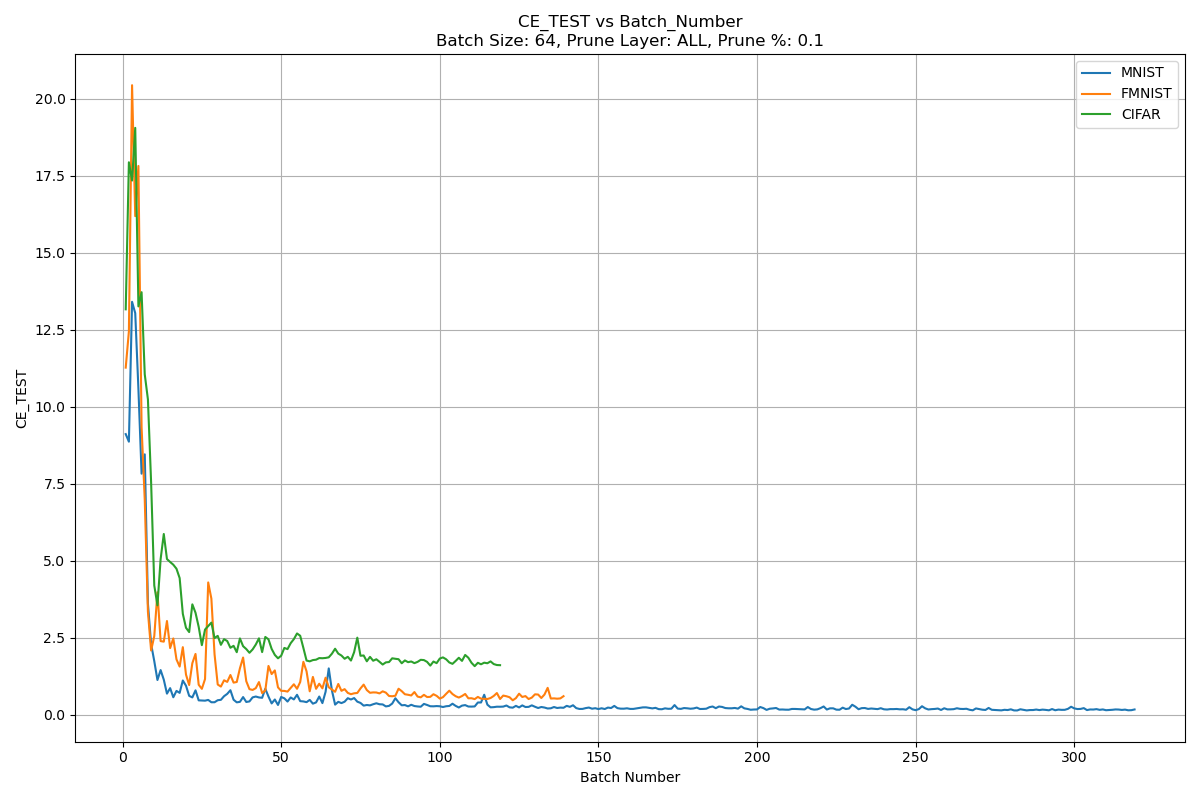 CE_TEST vs Batch_Number
Batch Size: 64, Prune Layer: ALL, Prune %: 0.1
MNIST
FMNIST
CIFAR
20.0
17.5
15.0
12.5
10.0
7.5
5.0
2.5
0.0
CE_TEST
0
50
100
150
200
250
300
Batch Number